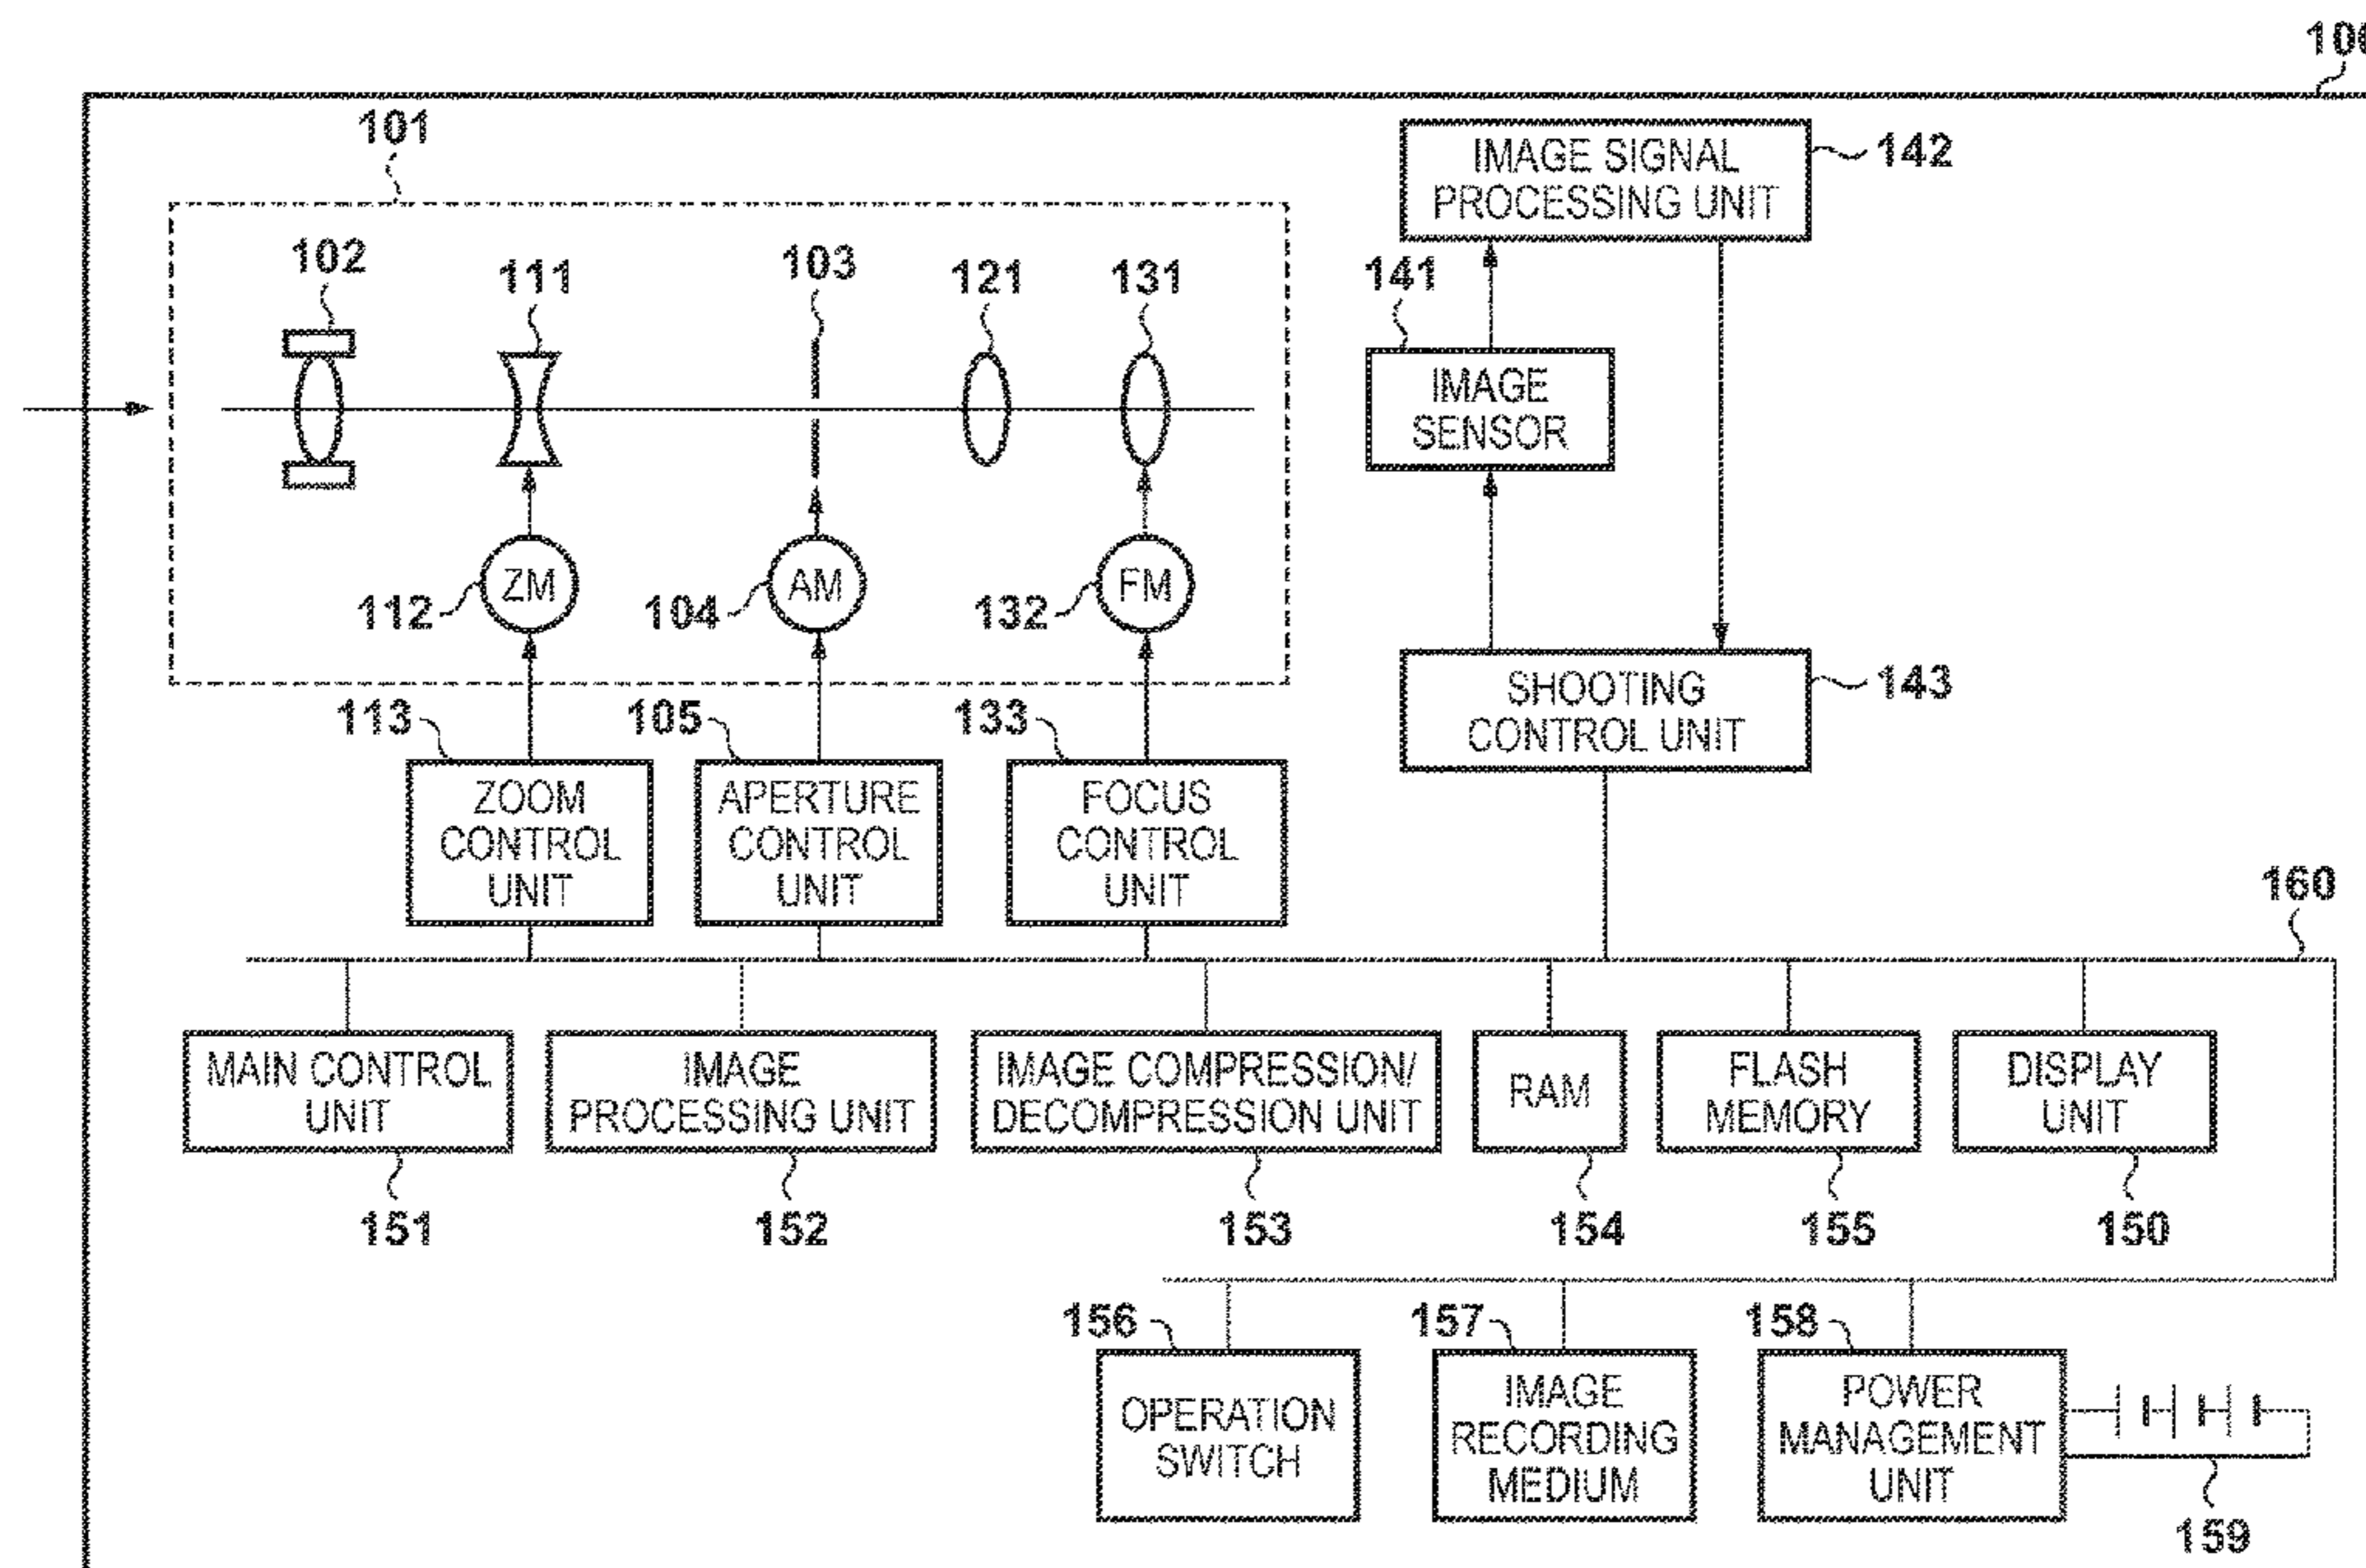 100
101
IMAGE SIGNAL
PROCESSING UNIT
142
102
111
103
121
131
141
IMAGE
SENSOR
ZM
AM
FM
112
104
132
SHOOTING
CONTROL UNIT
143
113
105
133
ZOOM
CONTROL
UNIT
APERTURE
CONTROL
UNIT
FOCUS
CONTROL
UNIT
160
MAIN CONTROL
UNIT
IMAGE
PROCESSING UNIT
IMAGE COMPRESSION/
DECOMPRESSION UNIT
RAM
FLASH
MEMORY
DISPLAY
UNIT
151
152
153
154
155
150
156
157
158
OPERATION
SWITCH
IMAGE
RECORDING
MEDIUM
POWER
MANAGEMENT
UNIT
159